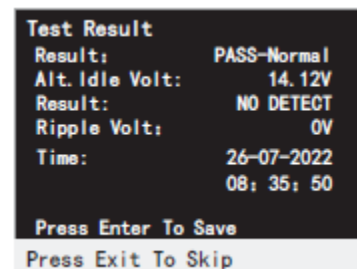 Test Result
Result: PASS-Normal
Alt. Idle Volt: 14.12V
Result: NO DETECT
Ripple Volt: 0V
Time: 26-07-2022
08: 35: 50
Press Enter To Save
Press Exit To Skip